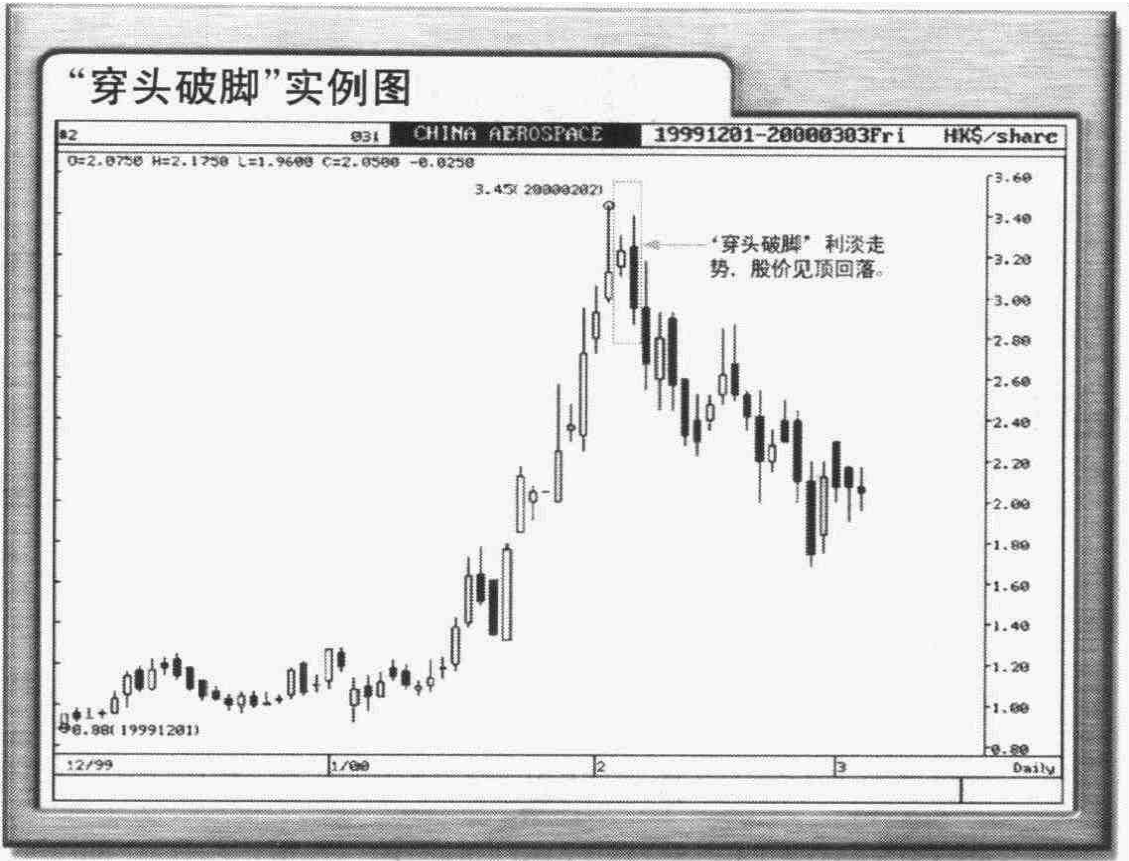 “穿头破脚”实例图
#2 031 CHINA AEROSPACE 19991201-20000303Fri HK$/share
O=2.0750 H=2.1750 L=1.9600 C=2.0500 -0.0250
3.45(20000202)
‘穿头破脚’利淡走
势，股价见顶回落。
3.60
3.40
3.20
3.00
2.80
2.60
2.40
2.20
2.00
1.80
1.60
1.40
1.20
1.00
0.80
0.88(19991201)
12/99 1/00 2 3 Daily